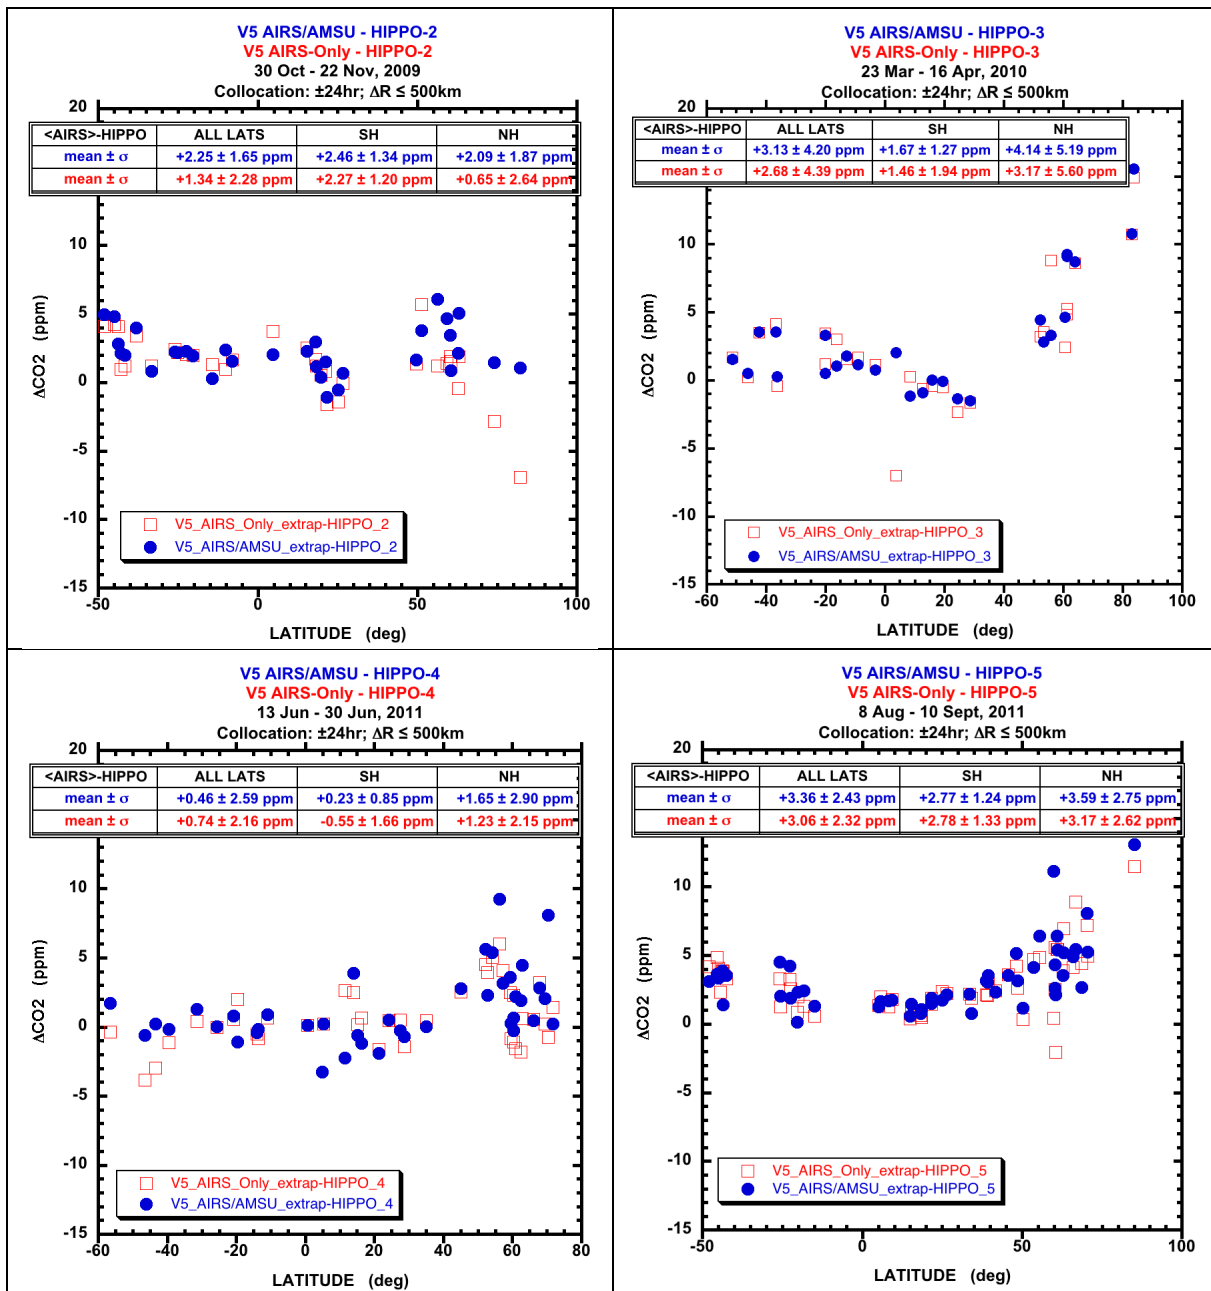 V5 AIRS/AMSU - HIPPO-2
V5 AIRS-Only - HIPPO-2
30 Oct - 22 Nov, 2009
Collocation: ±24hr; ΔR ≤ 500km
20
<AIRS>-HIPPO ALL LATS SH NH
mean ± σ +2.25 ± 1.65 ppm +2.46 ± 1.34 ppm +2.09 ± 1.87 ppm
mean ± σ +1.34 ± 2.28 ppm +2.27 ± 1.20 ppm +0.65 ± 2.64 ppm
10
5
0
-5
-10
-15
ΔCO2 (ppm)
V5_AIRS_Only_extrap-HIPPO_2
V5_AIRS/AMSU_extrap-HIPPO_2
-50 0 50 100
LATITUDE (deg)
V5 AIRS/AMSU - HIPPO-3
V5 AIRS-Only - HIPPO-3
23 Mar - 16 Apr, 2010
Collocation: ±24hr; ΔR ≤ 500km
20
<AIRS>-HIPPO ALL LATS SH NH
mean ± σ +3.13 ± 4.20 ppm +1.67 ± 1.27 ppm +4.14 ± 5.19 ppm
mean ± σ +2.68 ± 4.39 ppm +1.46 ± 1.94 ppm +3.17 ± 5.60 ppm
10
5
0
-5
-10
-15
ΔCO2 (ppm)
V5_AIRS_Only_extrap-HIPPO_3
V5_AIRS/AMSU_extrap-HIPPO_3
-60 -40 -20 0 20 40 60 80 100
LATITUDE (deg)
V5 AIRS/AMSU - HIPPO-4
V5 AIRS-Only - HIPPO-4
13 Jun - 30 Jun, 2011
Collocation: ±24hr; ΔR ≤ 500km
20
<AIRS>-HIPPO ALL LATS SH NH
mean ± σ +0.46 ± 2.59 ppm +0.23 ± 0.85 ppm +1.65 ± 2.90 ppm
mean ± σ +0.74 ± 2.16 ppm -0.55 ± 1.66 ppm +1.23 ± 2.15 ppm
10
5
0
-5
-10
-15
ΔCO2 (ppm)
V5_AIRS_Only_extrap-HIPPO_4
V5_AIRS/AMSU_extrap-HIPPO_4
-60 -40 -20 0 20 40 60 80
LATITUDE (deg)
V5 AIRS/AMSU - HIPPO-5
V5 AIRS-Only - HIPPO-5
8 Aug - 10 Sept, 2011
Collocation: ±24hr; ΔR ≤ 500km
20
<AIRS>-HIPPO ALL LATS SH NH
mean ± σ +3.36 ± 2.43 ppm +2.77 ± 1.24 ppm +3.59 ± 2.75 ppm
mean ± σ +3.06 ± 2.32 ppm +2.78 ± 1.33 ppm +3.17 ± 2.62 ppm
10
5
0
-5
-10
-15
ΔCO2 (ppm)
V5_AIRS_Only_extrap-HIPPO_5
V5_AIRS/AMSU_extrap-HIPPO_5
-50 0 50 100
LATITUDE (deg)